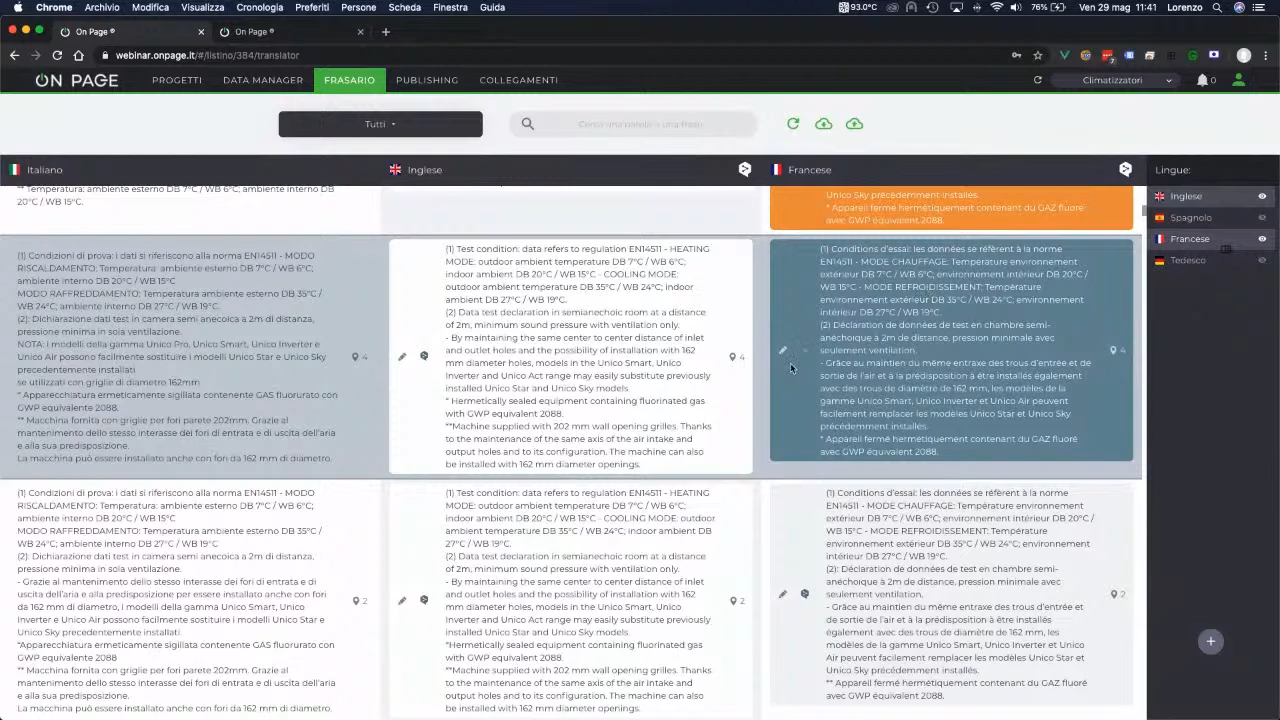 Chrome Archivio Modifica Visualizza Cronologia Preferiti Persone Scheda Finestra Guida 93.0°C 76% Ven 29 mag 11:41 Lorenzo
On Page ® On Page ®
webinar.onpage.it/#/listino/384/translator
ON PAGE PROGETTI DATA MANAGER FRASARIO PUBLISHING COLLEGAMENTI Climatizzatori 0
Tutti Cerca una parola o una frase
Italiano Inglese Francese Lingue:
Inglese
Spagnolo
Francese
Tedesco
** Temperatura: ambiente esterno DB 7°C / WB 6°C; ambiente interno DB
20°C / WB 15°C.
Unico Sky précédemment installés.
* Appareil fermé hermétiquement contenant du GAZ fluoré
avec GWP équivalent 2088.
(1) Condizioni di prova: i dati si riferiscono alla norma EN14511 - MODO
RISCALDAMENTO: Temperatura: ambiente esterno DB 7°C / WB 6°C;
ambiente interno DB 20°C / WB 15°C
MODO RAFFREDDAMENTO: Temperatura ambiente esterno DB 35°C /
WB 24°C; ambiente interno DB 27°C / WB 19°C.
(2): Dichiarazione dati test in camera semi anecoica a 2m di distanza,
pressione minima in sola ventilazione.
NOTA: i modelli della gamma Unico Pro, Unico Smart, Unico Inverter e
Unico Air possono facilmente sostituire i modelli Unico Star e Unico Sky
precedentemente installati
se utilizzati con griglie di diametro 162mm
* Apparecchiatura ermeticamente sigillata contenente GAS fluorurato con
GWP equivalente 2088.
** Macchina fornita con griglie per fori parete 202mm. Grazie al
mantenimento dello stesso interasse dei fori di entrata e di uscita dell'aria
e alla sua predisposizione.
La macchina può essere installato anche con fori da 162 mm di diametro.
4
(1) Test condition: data refers to regulation EN14511 - HEATING
MODE: outdoor ambient temperature DB 7°C / WB 6°C;
indoor ambient DB 20°C / WB 15°C - COOLING MODE:
outdoor ambient temperature DB 35°C / WB 24°C; indoor
ambient DB 27°C / WB 19°C.
(2) Data test declaration in semianechoic room at a distance
of 2m, minimum sound pressure with ventilation only.
- By maintaining the same center to center distance of inlet
and outlet holes and the possibility of installation with 162
mm diameter holes, models in the Unico Smart, Unico
Inverter and Unico Act range may easily substitute previously
installed Unico Star and Unico Sky models
* Hermetically sealed equipment containing fluorinated gas
with GWP equivalent 2088.
**Machine supplied with 202 mm wall opening grilles. Thanks
to the maintenance of the same axis of the air intake and
output holes and to its configuration. The machine can also
be installed with 162 mm diameter openings.
4
(1) Conditions d'essai: les données se réfèrent à la norme
EN14511 - MODE CHAUFFAGE: Température environnement
extérieur DB 7°C / WB 6°C; environnement intérieur DB 20°C /
WB 15°C - MODE REFROIDISSEMENT: Température
environnement extérieur DB 35°C / WB 24°C; environnement
intérieur DB 27°C / WB 19°C.
(2) Déclaration de données de test en chambre semi-
anéchoïque à 2m de distance, pression minimale avec
seulement ventilation.
- Grâce au maintien du même entraxe des trous d'entrée et de
sortie de l'air et à la prédisposition à être installés également
avec des trous de diamètre de 162 mm, les modèles de la
gamme Unico Smart, Unico Inverter et Unico Air peuvent
facilement remplacer les modèles Unico Star et Unico Sky
précédemment installés.
* Appareil fermé hermétiquement contenant du GAZ fluoré
avec GWP équivalent 2088.
4
(1) Condizioni di prova: i dati si riferiscono alla norma EN14511 - MODO
RISCALDAMENTO: Temperatura: ambiente esterno DB 7°C / WB 6°C;
ambiente interno DB 20°C / WB 15°C
MODO RAFFREDDAMENTO: Temperatura ambiente esterno DB 35°C /
WB 24°C; ambiente interno DB 27°C / WB 19°C.
(2): Dichiarazione dati test in camera semi anecoica a 2m di distanza,
pressione minima in sola ventilazione.
- Grazie al mantenimento dello stesso interasse dei fori di entrata e di
uscita dell'aria e alla predisposizione per essere installato anche con fori
da 162 mm di diametro, i modelli della gamma Unico Smart, Unico
Inverter e Unico Air possono facilmente sostituire i modelli Unico Star e
Unico Sky precedentemente installati.
*Apparecchiatura ermeticamente sigillata contenente GAS fluorurato con
GWP equivalente 2088
** Macchina fornita con griglie per fori parete 202mm. Grazie al
mantenimento dello stesso interasse dei fori di entrata e di uscita dell'aria
e alla sua predisposizione.
La macchina può essere installato anche con fori da 162 mm di diametro.
2
(1) Test condition: data refers to regulation EN14511 - HEATING
MODE: outdoor ambient temperature DB 7°C / WB 6°C; indoor
ambient DB 20°C / WB 15°C - COOLING MODE: outdoor
ambient temperature DB 35°C / WB 24°C; indoor ambient DB
27°C / WB 19°C.
(2) Data test declaration in semianechoic room at a distance
of 2m, minimum sound pressure with ventilation only.
- By maintaining the same center to center distance of inlet
and outlet holes and the possibility of installation with 162
mm diameter holes, models in the Unico Smart, Unico
Inverter and Unico Act range may easily substitute previously
installed Unico Star and Unico Sky models
*Hermetically sealed equipment containing fluorinated gas
with GWP equivalent 2088.
**Machine supplied with 202 mm wall opening grilles. Thanks
to the maintenance of the same axis of the air intake and
output holes and to its configuration. The machine can also
be installed with 162 mm diameter openings.
2
(1) Conditions d'essai: les données se réfèrent à la norme
EN14511 - MODE CHAUFFAGE: Température environnement
extérieur DB 7°C / WB 6°C; environnement intérieur DB 20°C /
WB 15°C - MODE REFROIDISSEMENT: Température
environnement extérieur DB 35°C / WB 24°C; environnement
intérieur DB 27°C / WB 19°C.
(2): Déclaration de données de test en chambre semi-
anéchoïque à 2m de distance, pression minimale avec
seulement ventilation.
- Grâce au maintien du même entraxe des trous d'entrée et
de sortie de l'air et à la prédisposition à être installés
également avec des trous de diamètre de 162 mm, les
modèles de la gamme Unico Smart, Unico Inverter et Unico
Air peuvent facilement remplacer les modèles Unico Star et
Unico Sky précédemment installés.
** Appareil fermé hermétiquement contenant du GAZ fluoré
avec GWP équivalent 2088.
2